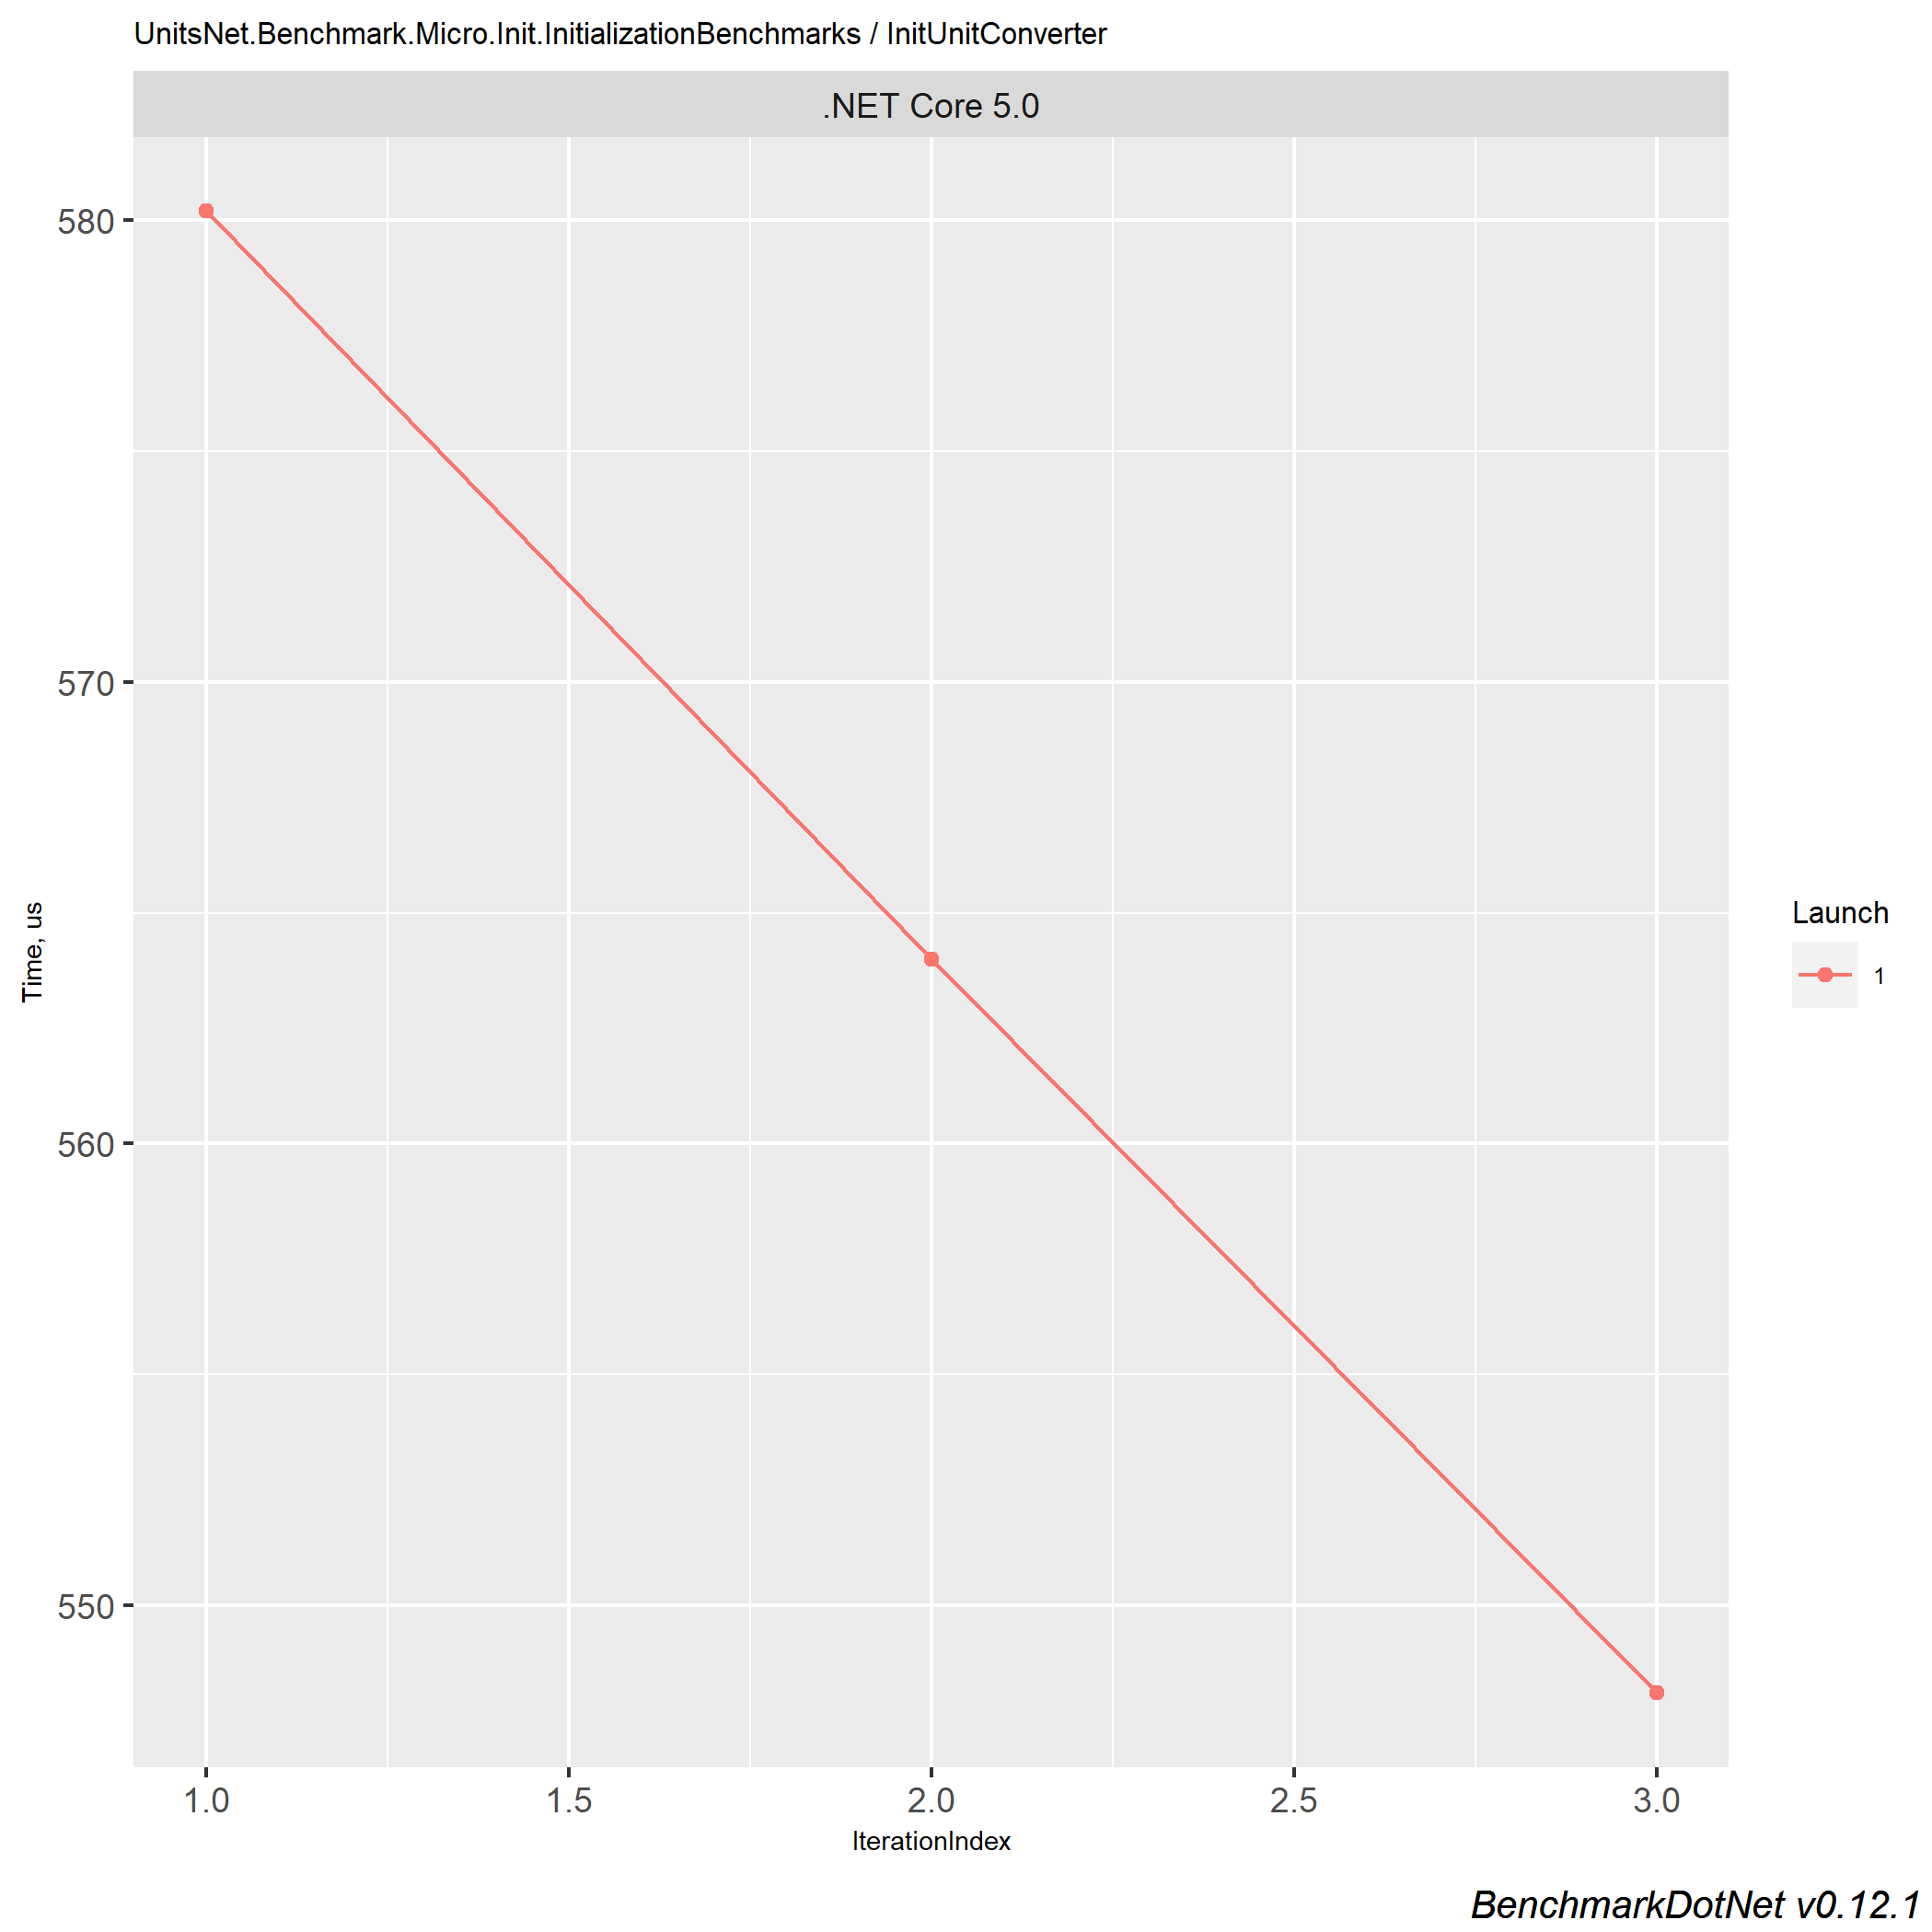 UnitsNet.Benchmark.Micro.Init.InitializationBenchmarks / InitUnitConverter
.NET Core 5.0
580
570
560
550
Time, us
1.0 1.5 2.0 2.5 3.0
IterationIndex
Launch
1
BenchmarkDotNet v0.12.1